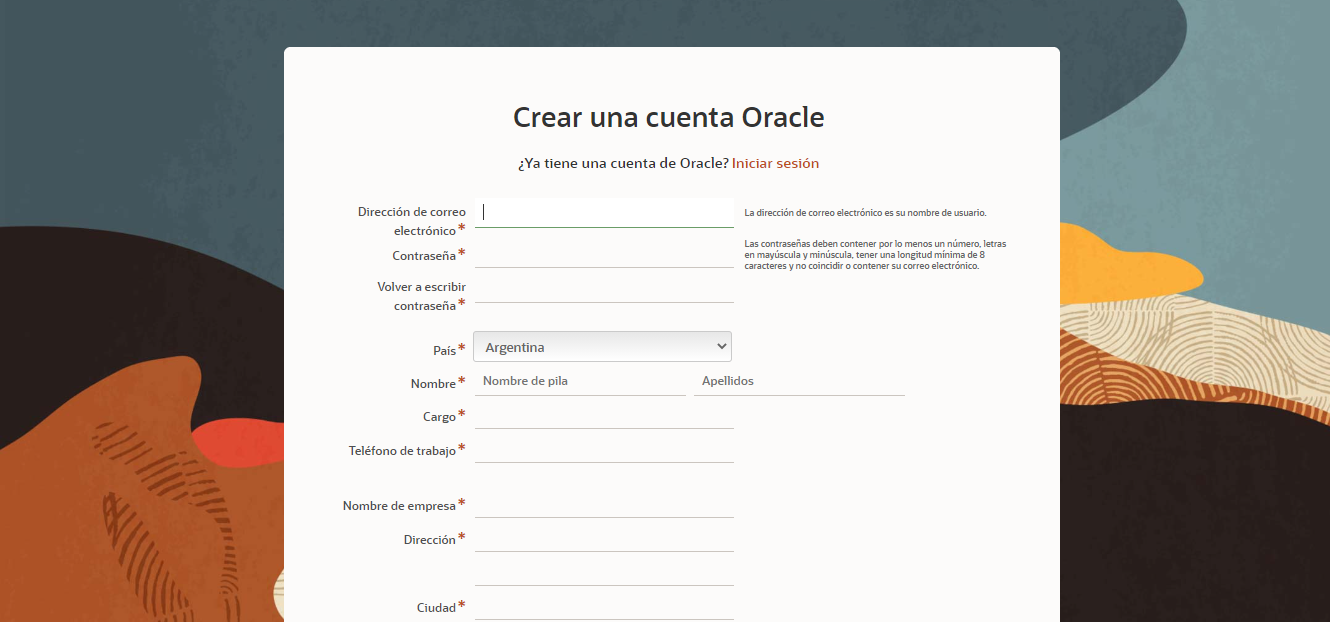 Crear una cuenta Oracle
¿Ya tiene una cuenta de Oracle? Iniciar sesión
Dirección de correo
electrónico*
La dirección de correo electrónico es su nombre de usuario.
Contraseña*
Las contraseñas deben contener por lo menos un número, letras
en mayúscula y minúscula, tener una longitud mínima de 8
caracteres y no coincidir o contener su correo electrónico.
Volver a escribir
contraseña*
País* Argentina
Nombre* Nombre de pila Apellidos
Cargo*
Teléfono de trabajo*
Nombre de empresa*
Dirección*
Ciudad*